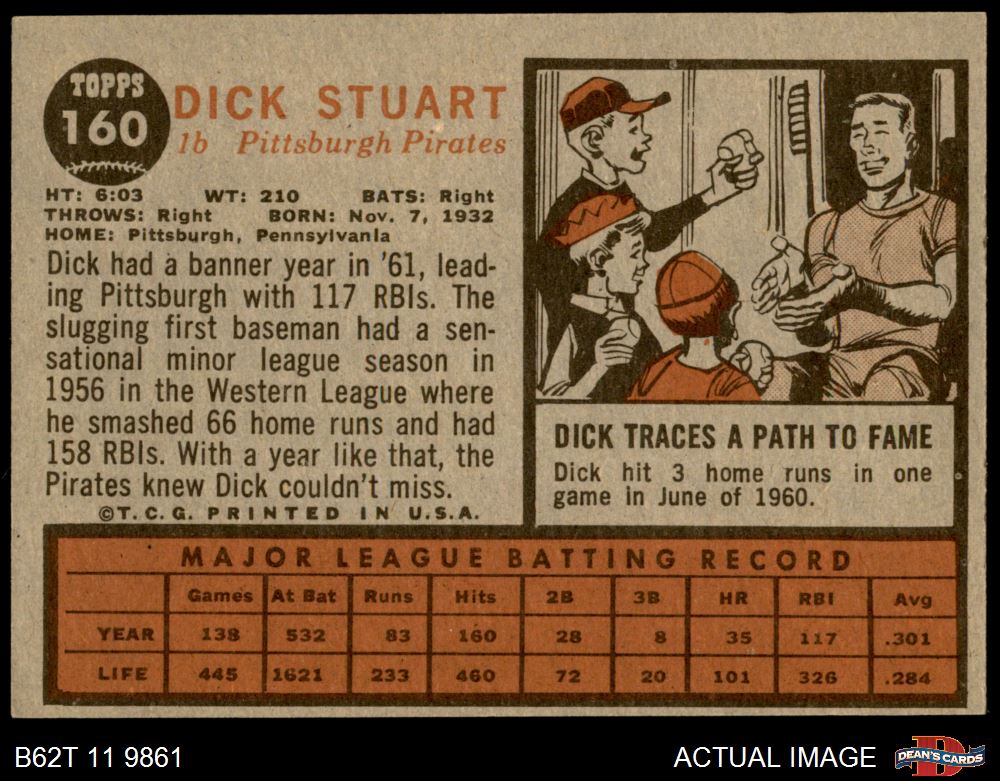 TOPPS
160
DICK STUART
1b Pittsburgh Pirates
HT: 6:03 WT: 210 BATS: Right
THROWS: Right BORN: Nov. 7, 1932
HOME: Pittsburgh, Pennsylvania
Dick had a banner year in '61, lead-
ing Pittsburgh with 117 RBIs. The
slugging first baseman had a sen-
sational minor league season in
1956 in the Western League where
he smashed 66 home runs and had
158 RBIs. With a year like that, the
Pirates knew Dick couldn't miss.
©T.C.G. PRINTED IN U.S.A.
DICK TRACES A PATH TO FAME
Dick hit 3 home runs in one
game in June of 1960.
MAJOR LEAGUE BATTING RECORD
Games At Bat Runs Hits 2B 3B HR RBI Avg
YEAR 138 532 83 160 28 8 35 117 .301
LIFE 445 1621 233 460 72 20 101 326 .284
B62T 11 9861
ACTUAL IMAGE
D
DEAN'S CARDS